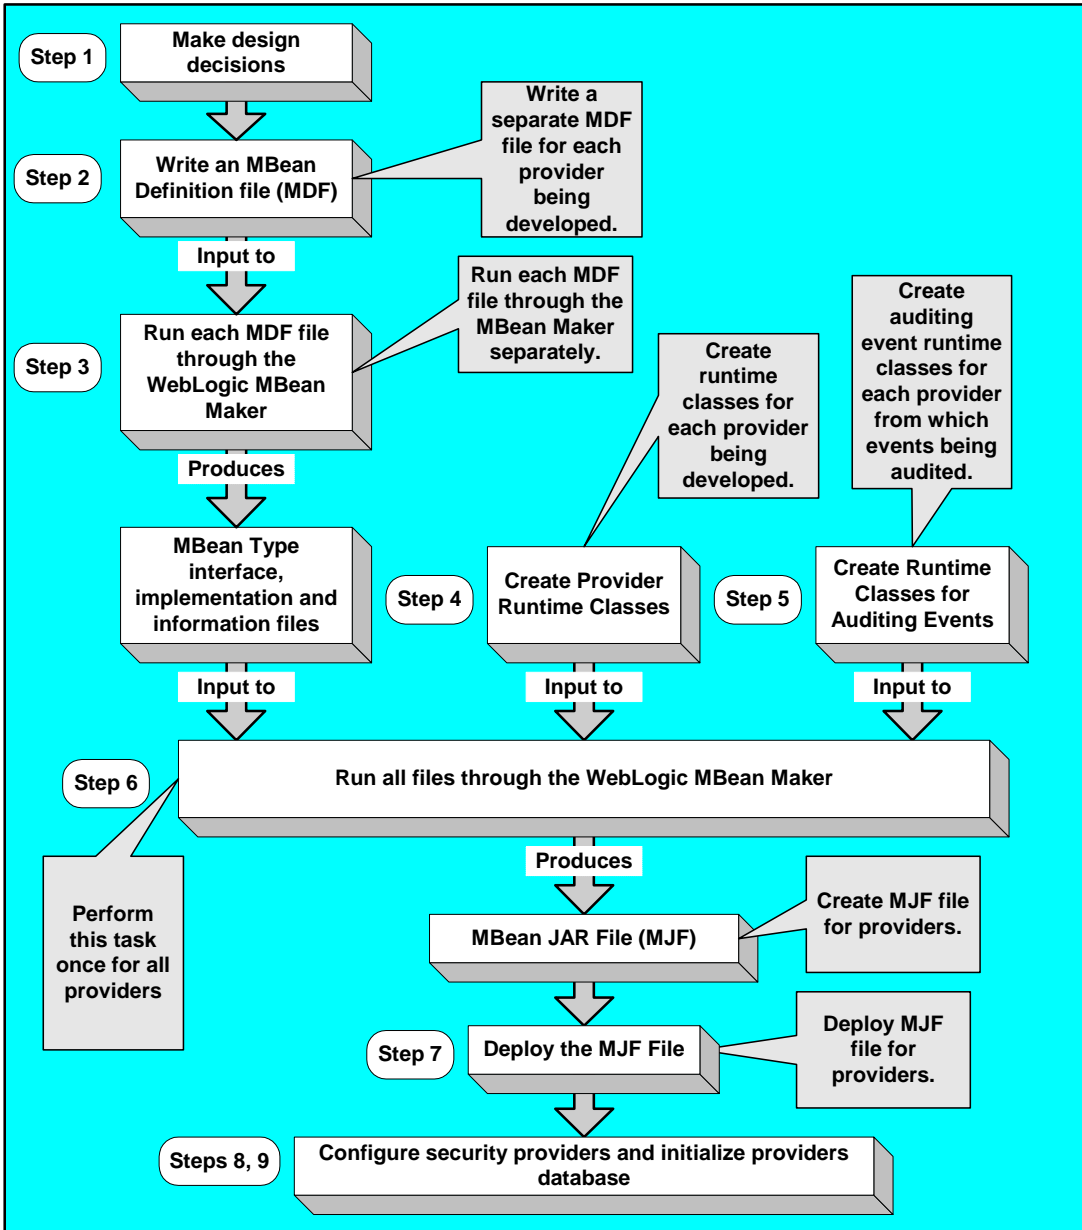 Step 1
Make design
decisions
Write a
separate MDF
file for each
provider
being
developed.
Step 2
Write an MBean
Definition file (MDF)
Input to
Run each MDF
file through the
MBean Maker
separately.
Step 3
Run each MDF file
through the
WebLogic MBean
Maker
Create
runtime
classes for
each provider
being
developed.
Create
auditing
event runtime
classes for
each provider
from which
events being
audited.
Produces
MBean Type
interface,
implementation and
information files
Step 4
Create Provider
Runtime Classes
Step 5
Create Runtime
Classes for
Auditing Events
Input to
Input to
Input to
Step 6
Run all files through the WebLogic MBean Maker
Perform
this task
once for all
providers
Produces
MBean JAR File (MJF)
Create MJF file
for providers.
Step 7
Deploy the MJF File
Deploy MJF
file for
providers.
Steps 8, 9
Configure security providers and initialize providers
database